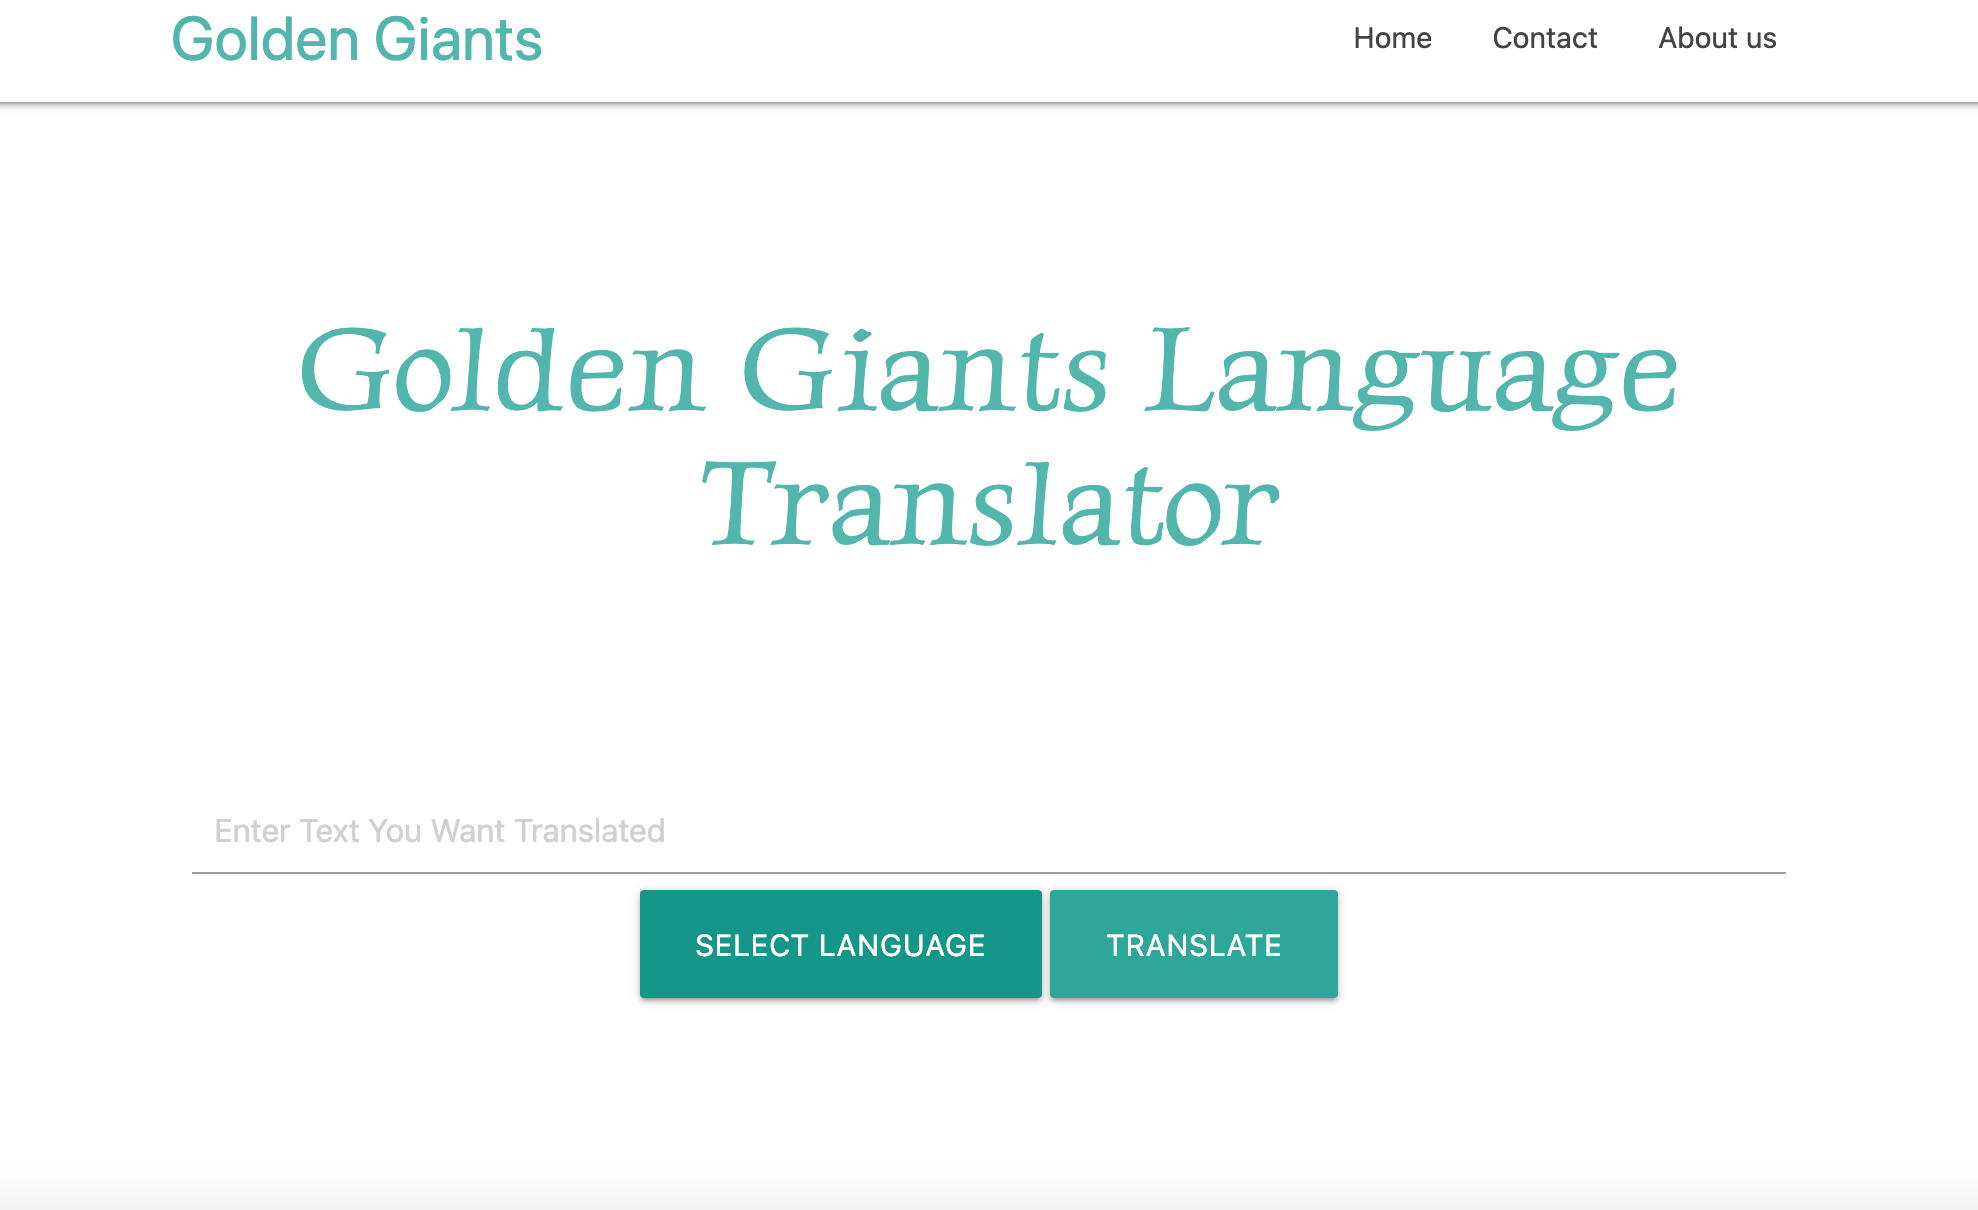 Golden Giants
Home
Contact
About us
Golden Giants Language
Translator
Enter Text You Want Translated
SELECT LANGUAGE
TRANSLATE